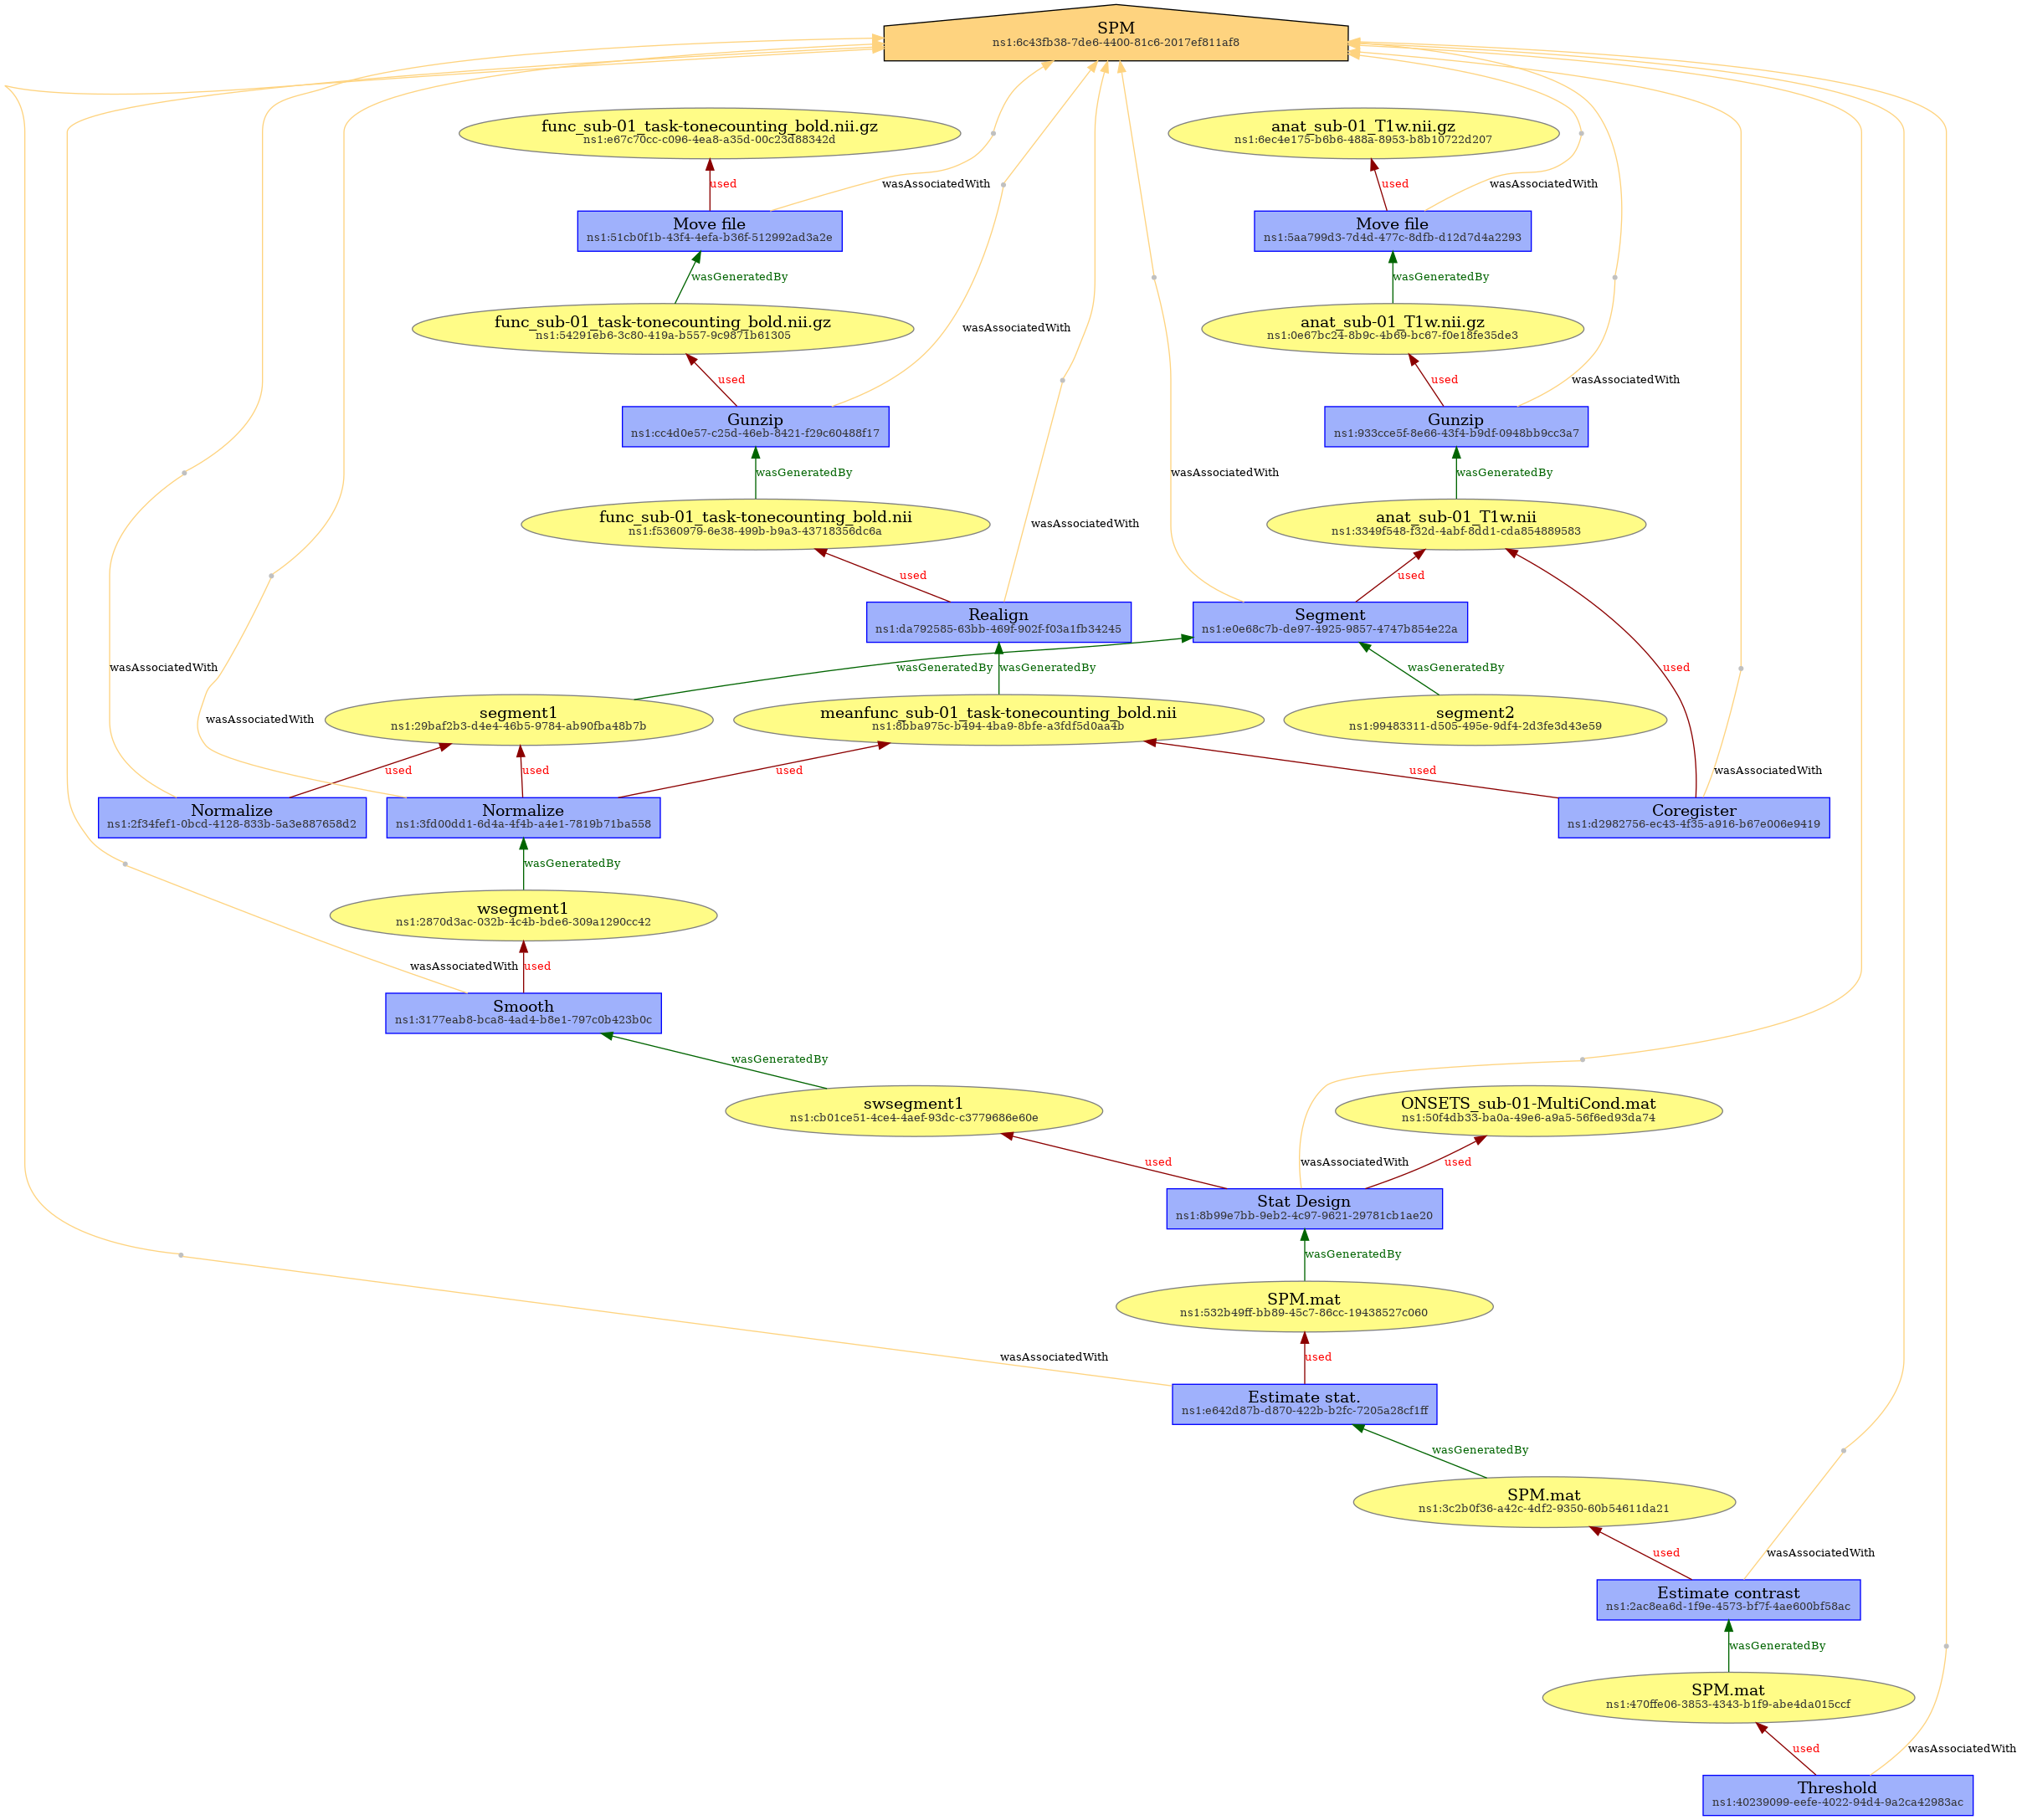 SPM
ns1:6c43fb38-7de6-4400-81c6-2017ef811af8
func_sub-01_task-tonecounting_bold.nii.gz
ns1:e67c70cc-c096-4ea8-a35d-00c23d88342d
anat_sub-01_T1w.nii.gz
ns1:6ec4e175-b6b6-488a-8953-b8b10722d207
used
wasAssociatedWith
used
wasAssociatedWith
Move file
ns1:51cb0f1b-43f4-4efa-b36f-512992ad3a2e
Move file
ns1:5aa799d3-7d4d-477c-8dfb-d12d7d4a2293
wasGeneratedBy
wasGeneratedBy
func_sub-01_task-tonecounting_bold.nii.gz
ns1:54291eb6-3c80-419a-b557-9c9871b61305
wasAssociatedWith
anat_sub-01_T1w.nii.gz
ns1:0e67bc24-8b9c-4b69-bc67-f0e18fe35de3
used
used
wasAssociatedWith
Gunzip
ns1:cc4d0e57-c25d-46eb-8421-f29c60488f17
Gunzip
ns1:933cce5f-8e66-43f4-b9df-0948bb9cc3a7
wasGeneratedBy
wasAssociatedWith
wasGeneratedBy
func_sub-01_task-tonecounting_bold.nii
ns1:f5360979-6e38-499b-b9a3-43718356dc6a
wasAssociatedWith
anat_sub-01_T1w.nii
ns1:3349f548-f32d-4abf-8dd1-cda854889583
used
used
Realign
ns1:da792585-63bb-469f-902f-f03a1fb34245
Segment
ns1:e0e68c7b-de97-4925-9857-4747b854e22a
wasAssociatedWith
wasGeneratedBy
wasGeneratedBy
wasGeneratedBy
used
wasAssociatedWith
segment1
ns1:29baf2b3-d4e4-46b5-9784-ab90fba48b7b
meanfunc_sub-01_task-tonecounting_bold.nii
ns1:8bba975c-b494-4ba9-8bfe-a3fdf5d0aa4b
segment2
ns1:99483311-d505-495e-9df4-2d3fe3d43e59
used
used
used
used
wasAssociatedWith
Normalize
ns1:2f34fef1-0bcd-4128-833b-5a3e887658d2
Normalize
ns1:3fd00dd1-6d4a-4f4b-a4e1-7819b71ba558
Coregister
ns1:d2982756-ec43-4f35-a916-b67e006e9419
wasGeneratedBy
wsegment1
ns1:2870d3ac-032b-4c4b-bde6-309a1290cc42
wasAssociatedWith
used
Smooth
ns1:3177eab8-bca8-4ad4-b8e1-797c0b423b0c
wasGeneratedBy
swsegment1
ns1:cb01ce51-4ce4-4aef-93dc-c3779686e60e
ONSETS_sub-01-MultiCond.mat
ns1:50f4db33-ba0a-49e6-a9a5-56f6ed93da74
used
wasAssociatedWith
used
Stat Design
ns1:8b99e7bb-9eb2-4c97-9621-29781cb1ae20
wasGeneratedBy
SPM.mat
ns1:532b49ff-bb89-45c7-86cc-19438527c060
wasAssociatedWith
used
Estimate stat.
ns1:e642d87b-d870-422b-b2fc-7205a28cf1ff
wasGeneratedBy
SPM.mat
ns1:3c2b0f36-a42c-4df2-9350-60b54611da21
used
wasAssociatedWith
Estimate contrast
ns1:2ac8ea6d-1f9e-4573-bf7f-4ae600bf58ac
wasGeneratedBy
SPM.mat
ns1:470ffe06-3853-4343-b1f9-abe4da015ccf
used
wasAssociatedWith
Threshold
ns1:40239099-eefe-4022-94d4-9a2ca42983ac